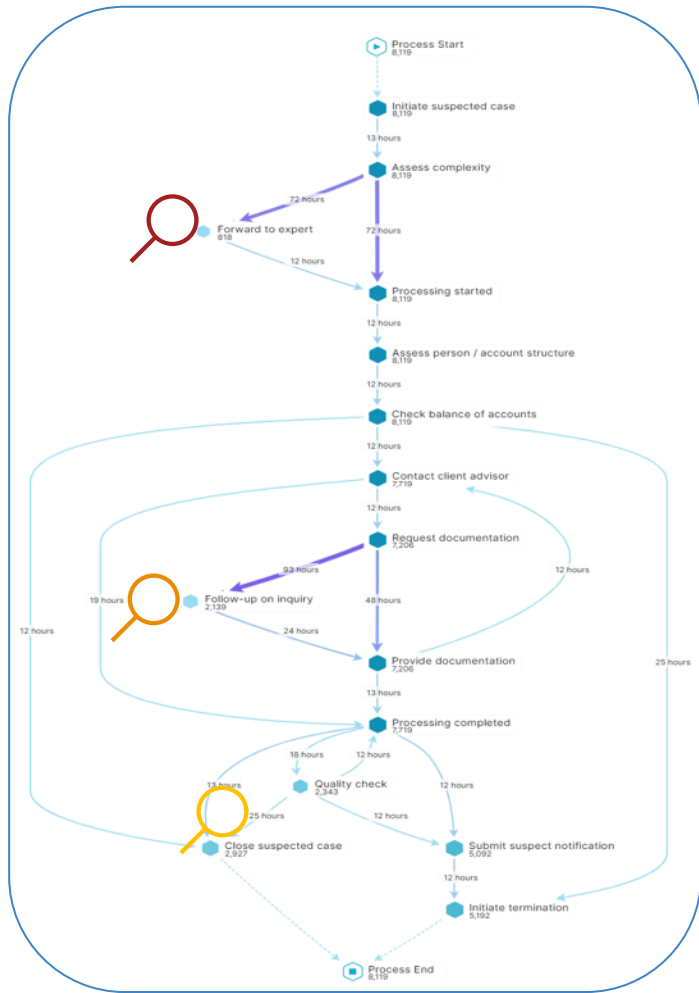 Process Start
8,119
Initiate suspected case
8,119
13 hours
Assess complexity
8,119
72 hours
Forward to expert
818
72 hours
12 hours
Processing started
8,119
12 hours
Assess person / account structure
8,119
12 hours
Check balance of accounts
8,119
12 hours
Contact client advisor
7,719
12 hours
Request documentation
7,206
93 hours
12 hours
19 hours
Follow-up on inquiry
2,139
48 hours
24 hours
12 hours
25 hours
Provide documentation
7,206
13 hours
Processing completed
7,719
18 hours
12 hours
13 hours
Quality check
2,343
12 hours
25 hours
12 hours
Close suspected case
2,927
Submit suspect notification
5,092
12 hours
Initiate termination
5,192
Process End
8,119